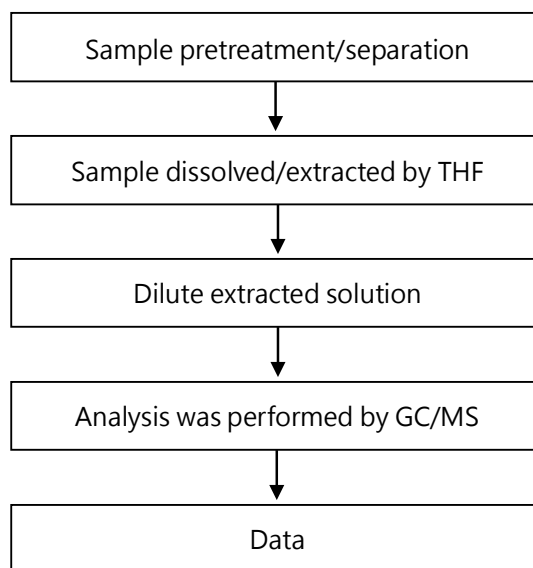 Sample pretreatment/separation
Sample dissolved/extracted by THF
Dilute extracted solution
Analysis was performed by GC/MS
Data